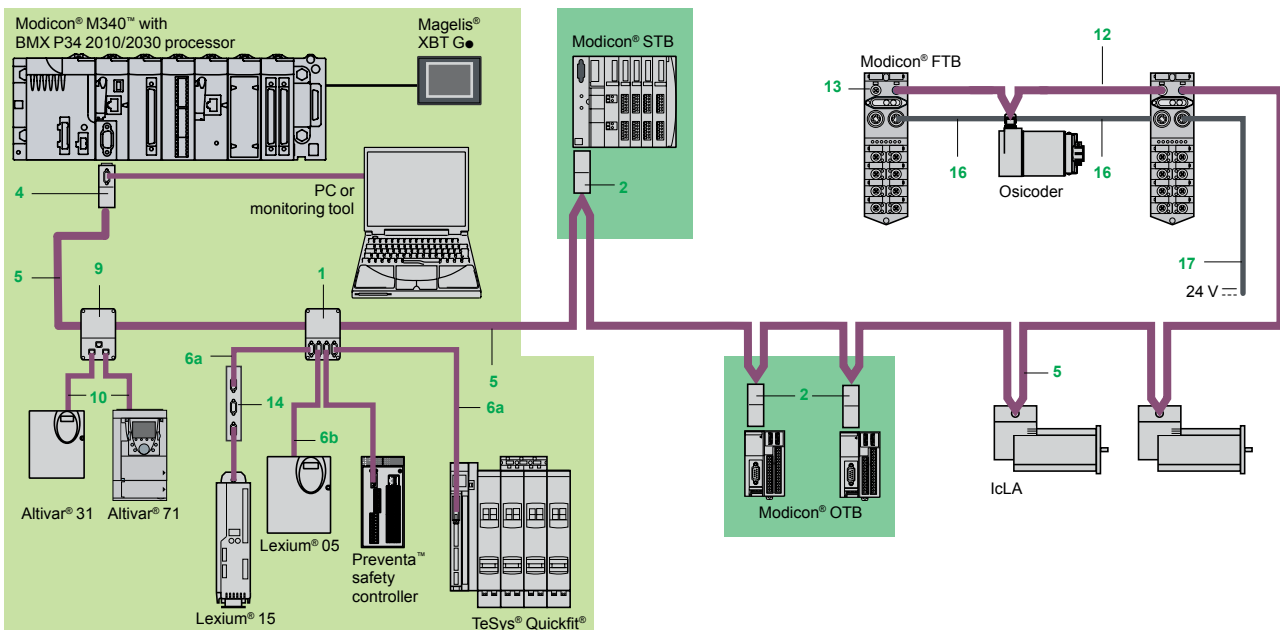 Modicon® M340™ with
BMX P34 2010/2030 processor
Magelis®
XBT G●
Modicon® STB
12
Modicon® FTB
13
4
PC or
monitoring tool
2
16
16
Osicoder
5
9
1
17
24 V
6a
5
6a
10
14
2
5
6b
Altivar® 31
Altivar® 71
Lexium® 05
Preventa™
safety
controller
Modicon® OTB
IcLA
Lexium® 15
TeSys® Quickfit®